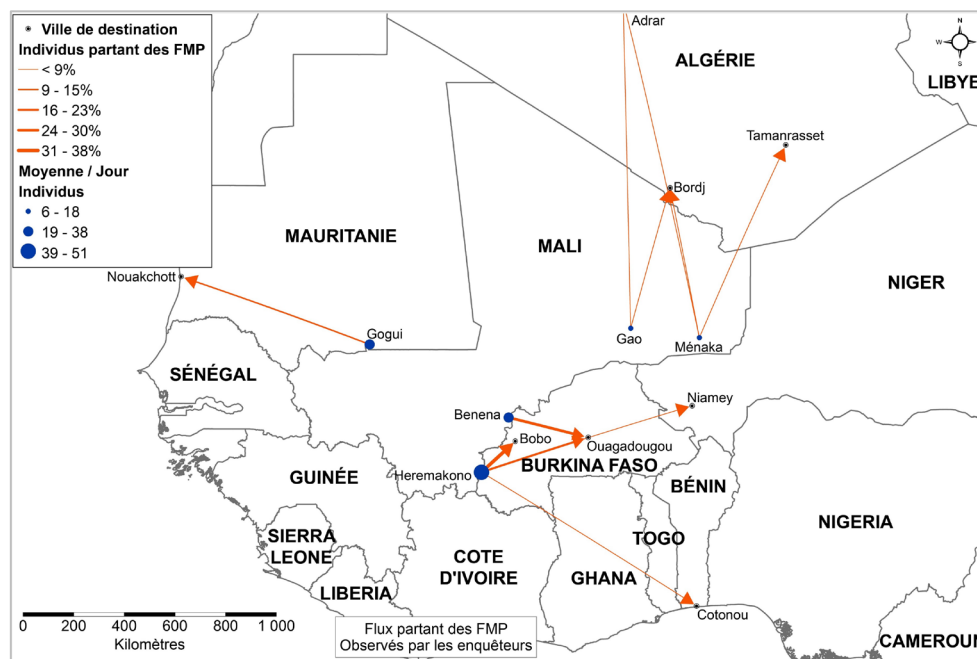 Ville de destination
Individus partant des FMP
< 9%
9 - 15%
16 - 23%
24 - 30%
31 - 38%
Moyenne / Jour
Individus
6 - 18
19 - 38
39 - 51
Adrar
N
W
E
S
ALGÉRIE
LIBYE
Tamanrasset
Bordj
MAURITANIE
MALI
NIGER
Nouakchott
Gogui
Gao
Ménaka
SÉNÉGAL
Niamey
Benena
Bobo
Ouagadougou
BURKINA FASO
Heremakono
GUINÉE
BÉNIN
NIGERIA
SIERRA
LEONE
TOGO
COTE
D'IVOIRE
GHANA
LIBERIA
Cotonou
0 200 400 600 800 1 000
Kilomètres
Flux partant des FMP
Observés par les enquêteurs
CAMEROUN